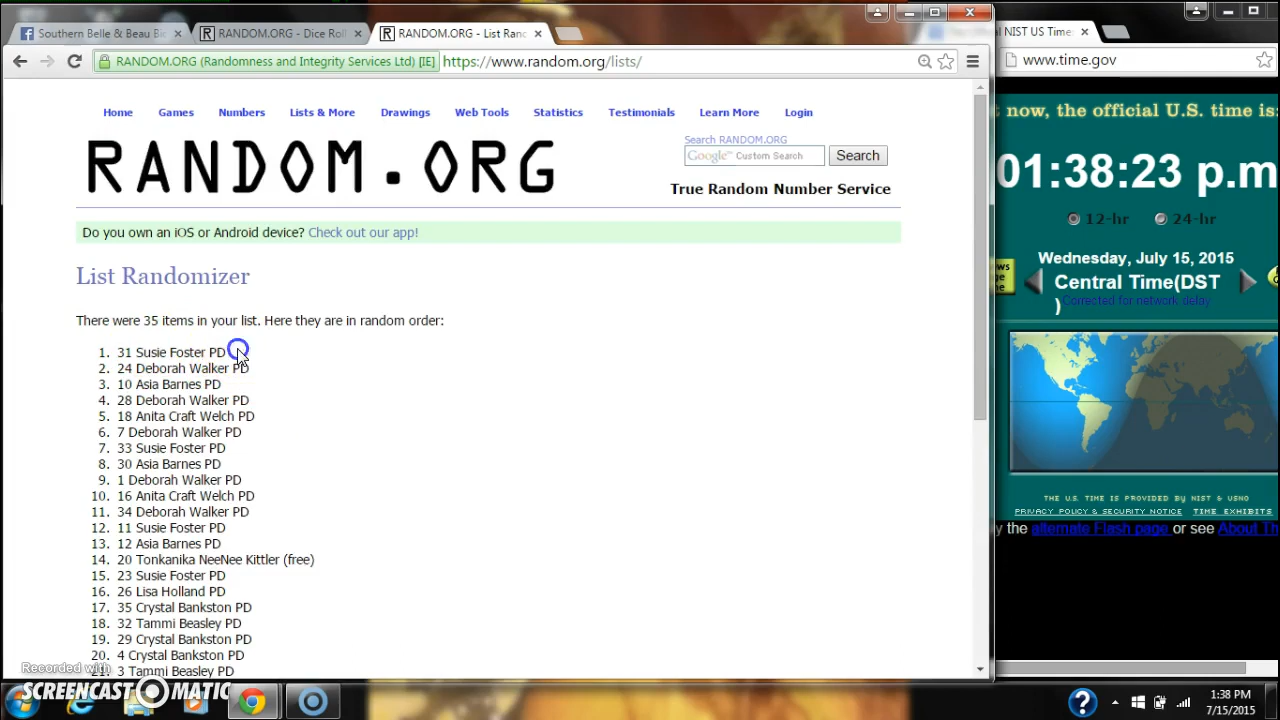 Southern Belle & Beau Bi
RANDOM.ORG - Dice Roll
RANDOM.ORG - List Ran
NIST US Time:
RANDOM.ORG (Randomness and Integrity Services Ltd) [IE] https://www.random.org/lists/
www.time.gov
Home Games Numbers Lists & More Drawings Web Tools Statistics Testimonials Learn More Login
RANDOM.ORG
Search RANDOM.ORG
Google™ Custom Search Search
True Random Number Service
Do you own an iOS or Android device? Check out our app!
List Randomizer
There were 35 items in your list. Here they are in random order:
1. 31 Susie Foster PD
2. 24 Deborah Walker PD
3. 10 Asia Barnes PD
4. 28 Deborah Walker PD
5. 18 Anita Craft Welch PD
6. 7 Deborah Walker PD
7. 33 Susie Foster PD
8. 30 Asia Barnes PD
9. 1 Deborah Walker PD
10. 16 Anita Craft Welch PD
11. 34 Deborah Walker PD
12. 11 Susie Foster PD
13. 12 Asia Barnes PD
14. 20 Tonkanika NeeNee Kittler (free)
15. 23 Susie Foster PD
16. 26 Lisa Holland PD
17. 35 Crystal Bankston PD
18. 32 Tammi Beasley PD
19. 29 Crystal Bankston PD
20. 4 Crystal Bankston PD
21. 3 Tammi Beasley PD
now, the official U.S. time is:
01:38:23 p.m
12-hr 24-hr
Wednesday, July 15, 2015
Central Time(DST
)
Corrected for network delay
THE U.S. TIME IS PROVIDED BY NIST & USNO
PRIVACY POLICY & SECURITY NOTICE TIME EXHIBITS
the alternate Flash page or see About Th
Recorded with
SCREENCAST MATIC
1:38 PM
7/15/2015